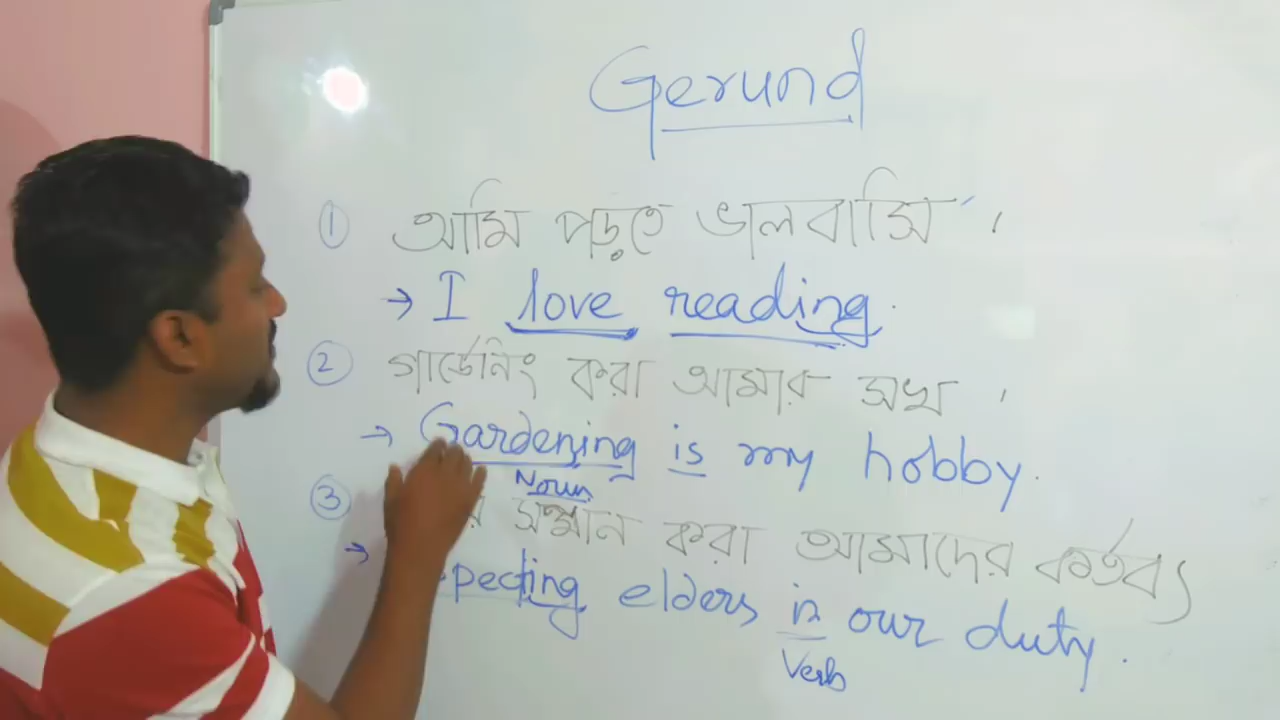 Gerund
① আমি পড়তে ভালবাসি ।
→ I love reading.
② গার্ডেনিং করা আমার সখ ।
→ Gardening is my hobby.
Noun
③ সম্মান করা আমাদের কর্তব্য
→ pecting elders is our duty.
Verb